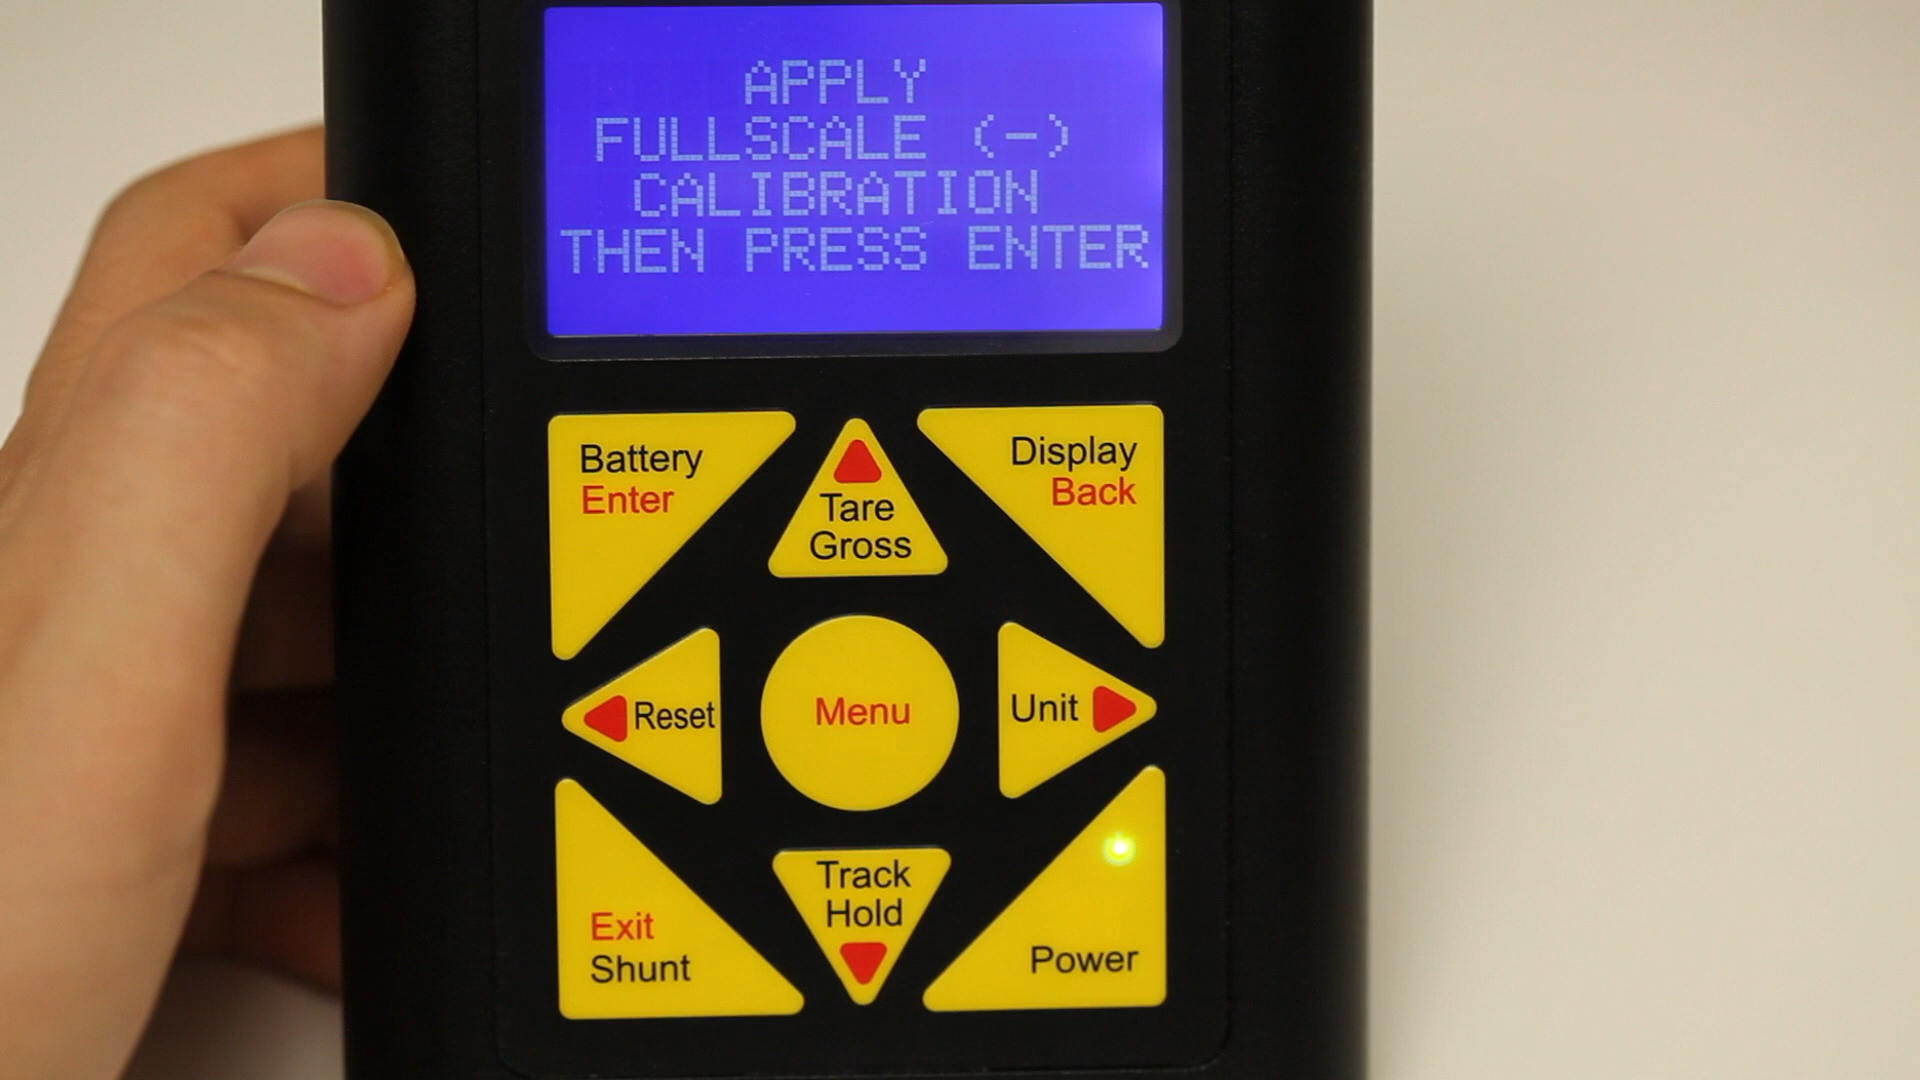 APPLY
FULLSCALE (-)
CALIBRATION
THEN PRESS ENTER
Battery
Enter
Tare
Gross
Display
Back
Reset
Menu
Unit
Exit
Shunt
Track
Hold
Power